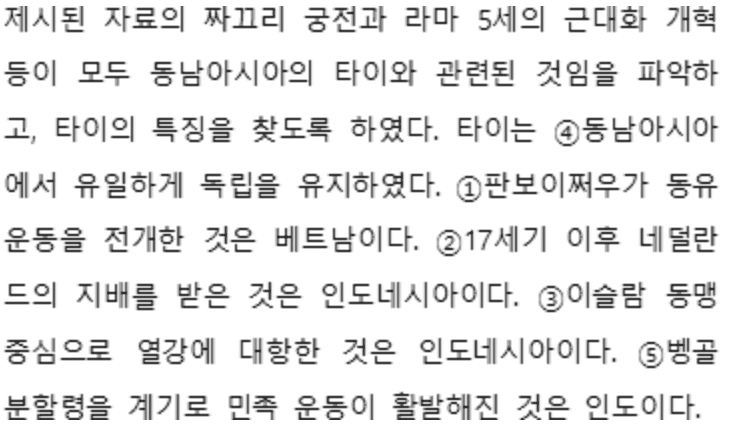 제시된 자료의 짜끄리 궁전과 라마 5세의 근대화 개혁
등이 모두 동남아시아의 타이와 관련된 것임을 파악하
고, 타이의 특징을 찾도록 하였다. 타이는 ④동남아시아
에서 유일하게 독립을 유지하였다. ①판보이쩌우가 동유
운동을 전개한 것은 베트남이다. ②17세기 이후 네덜란
드의 지배를 받은 것은 인도네시아이다. ③이슬람 동맹
중심으로 열강에 대항한 것은 인도네시아이다. ⑤벵골
분할령을 계기로 민족 운동이 활발해진 것은 인도이다.